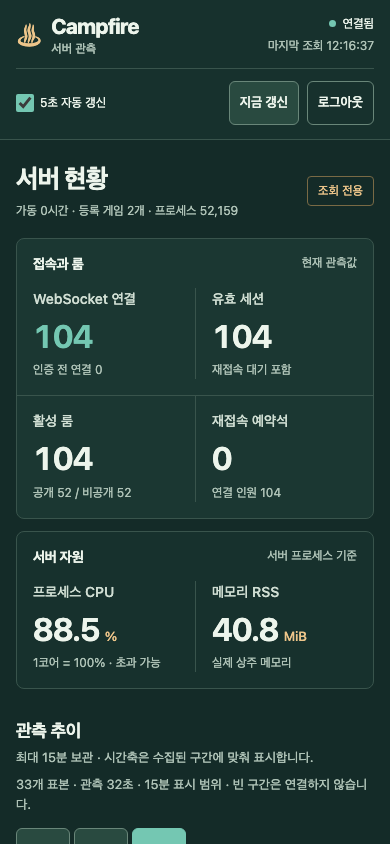 Campfire
서버 관측
연결됨
마지막 조회 12:16:37
5초 자동 갱신
지금 갱신
로그아웃
서버 현황
가동 0시간 · 등록 게임 2개 · 프로세스 52,159
조회 전용
접속과 룸
현재 관측값
WebSocket 연결
104
인증 전 연결 0
유효 세션
104
재접속 대기 포함
활성 룸
104
공개 52 / 비공개 52
재접속 예약석
0
연결 인원 104
서버 자원
서버 프로세스 기준
프로세스 CPU
88.5 %
1코어 = 100% · 초과 가능
메모리 RSS
40.8 MiB
실제 상주 메모리
관측 추이
최대 15분 보관 · 시간축은 수집된 구간에 맞춰 표시합니다.
33개 표본 · 관측 32초 · 15분 표시 범위 · 빈 구간은 연결하지 않습니
다.